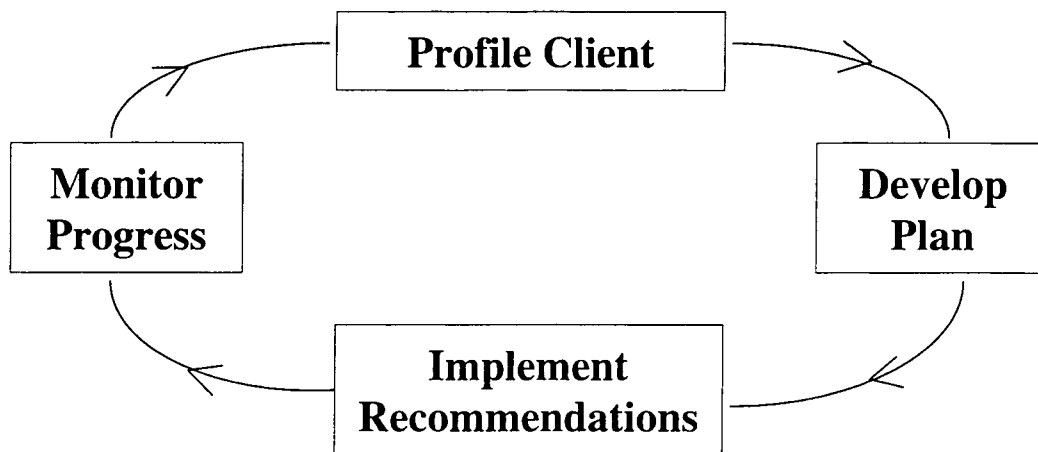 Profile Client
Develop
Plan
Implement
Recommendations
Monitor
Progress